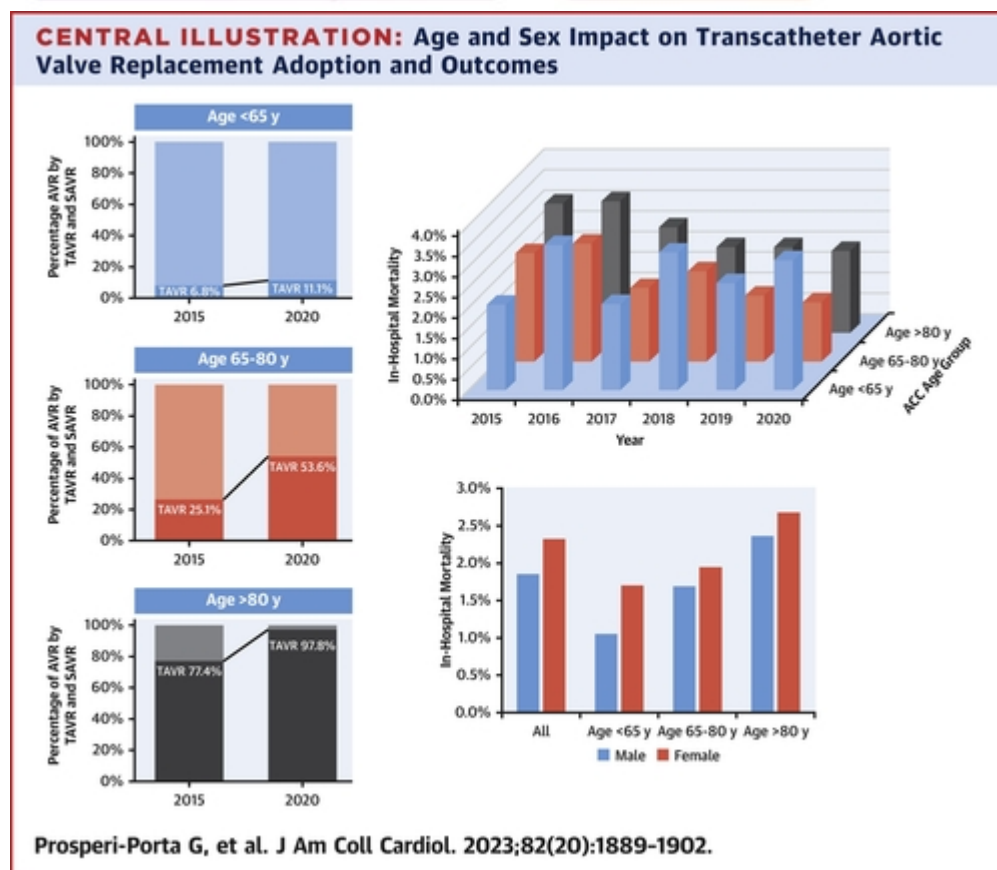 CENTRAL ILLUSTRATION: Age and Sex Impact on Transcatheter Aortic
Valve Replacement Adoption and Outcomes
Age <65 y
Percentage AVR by
TAVR and SAVR
100%
80%
60%
40%
20%
0%
TAVR 6.8%
TAVR 11.1%
2015
2020
Age 65-80 y
Percentage of AVR by
TAVR and SAVR
100%
80%
60%
40%
20%
0%
TAVR 25.1%
TAVR 53.6%
2015
2020
Age >80 y
Percentage of AVR by
TAVR and SAVR
100%
80%
60%
40%
20%
0%
TAVR 77.4%
TAVR 97.8%
2015
2020
In-Hospital Mortality
4.0%
3.5%
3.0%
2.5%
2.0%
1.5%
1.0%
0.5%
0.0%
2015
2016
2017
2018
2019
2020
Year
Age >80 y
Age 65-80 y
Age <65 y
ACC Age Group
In-Hospital Mortality
3.0%
2.5%
2.0%
1.5%
1.0%
0.5%
0.0%
All
Age <65 y
Age 65-80 y
Age >80 y
Male
Female
Prosperi-Porta G, et al. J Am Coll Cardiol. 2023;82(20):1889-1902.